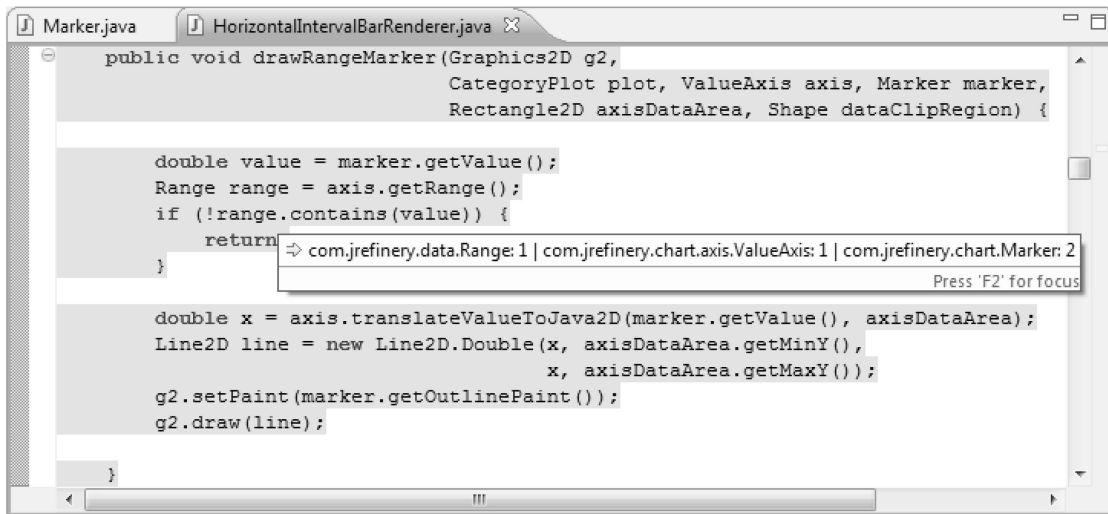 Marker.java
HorizontalIntervalBarRenderer.java
public void drawRangeMarker(Graphics2D g2,
CategoryPlot plot, ValueAxis axis, Marker marker,
Rectangle2D axisDataArea, Shape dataClipRegion) {
double value = marker.getValue();
Range range = axis.getRange();
if (!range.contains(value)) {
return
com.jrefinery.data.Range: 1 | com.jrefinery.chart.axis.ValueAxis: 1 | com.jrefinery.chart.Marker: 2
}
Press 'F2' for focus
double x = axis.translateValueToJava2D(marker.getValue(), axisDataArea);
Line2D line = new Line2D.Double(x, axisDataArea.getMinY(),
x, axisDataArea.getMaxY());
g2.setPaint(marker.getOutlinePaint());
g2.draw(line);
}